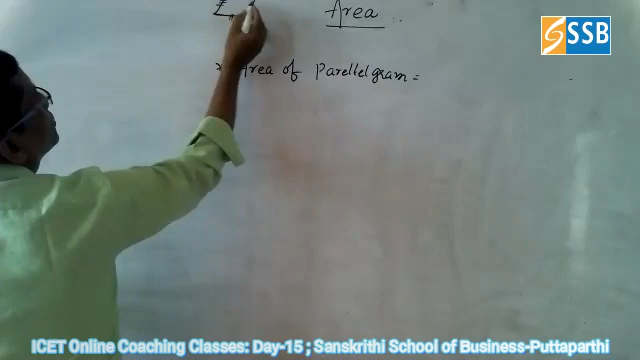 Area
SSB
* Area of Parellelgram =
ICET Online Coaching Classes: Day-15 ; Sanskrithi School of Business-Puttaparthi